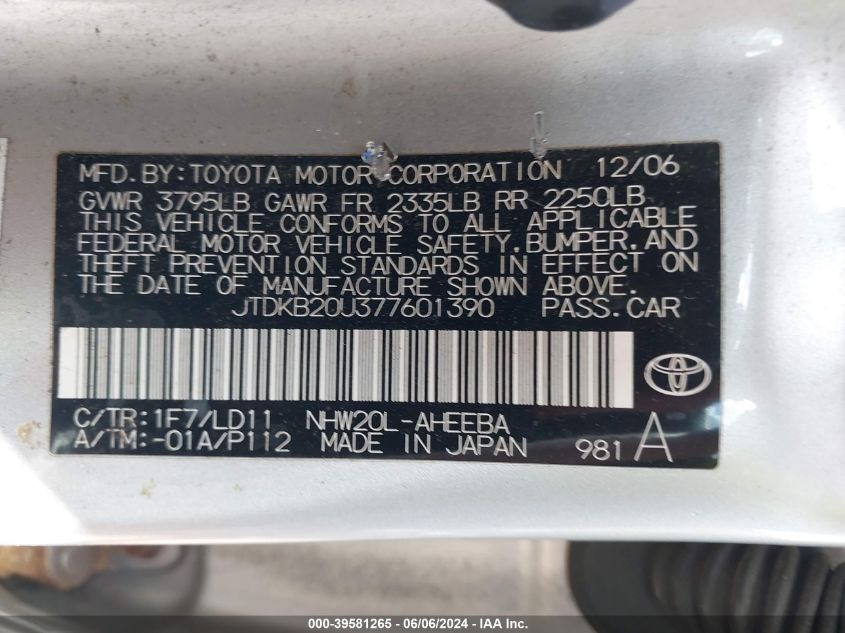 MFD. BY: TOYOTA MOTOR CORPORATION 12/06
GVWR 3795LB GAWR FR 2335LB RR 2250LB
THIS VEHICLE CONFORMS TO ALL APPLICABLE
FEDERAL MOTOR VEHICLE SAFETY, BUMPER, AND
THEFT PREVENTION STANDARDS IN EFFECT ON
THE DATE OF MANUFACTURE SHOWN ABOVE.
JTDKB20U377601390 PASS. CAR
C/TR: 1F7/LD11 NHW20L-AHEEBA
A/TM: -01A/P112 MADE IN JAPAN 981 A
000-39581265 - 06/06/2024 - IAA Inc.